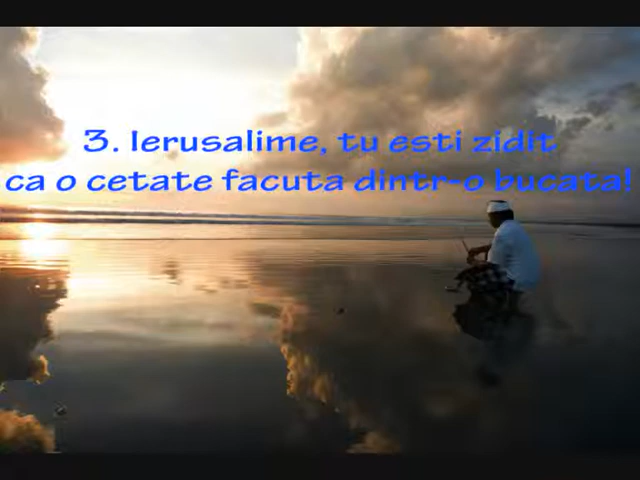 3. Ierusalime, tu esti zidit
ca o cetate facuta dintr-o bucata!